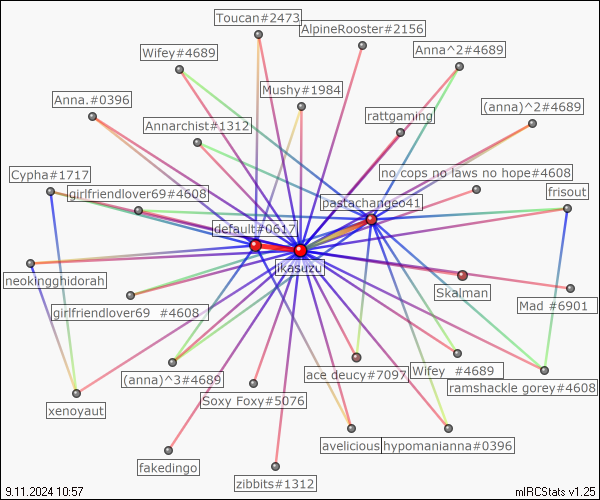 Toucan#2473
AlpineRooster#2156
Wifey#4689
Anna^2#4689
Mushy#1984
Anna.#0396
(anna)^2#4689
rattgaming
Annarchist#1312
Cypha#1717
no cops no laws no hope#4608
girlfriendlover69#4608
frisout
pastachangeo41
default#0617
jkasuzu
neokingghidorah
Skalman
Mad #6901
girlfriendlover69 #4608
ace deucy#7097
Wifey #4689
(anna)^3#4689
ramshackle gorey#4608
Soxy Foxy#5076
xenoyaut
avelicious
hypomanianna#0396
fakedingo
zibbits#1312
9.11.2024 10:57
mIRCStats v1.25